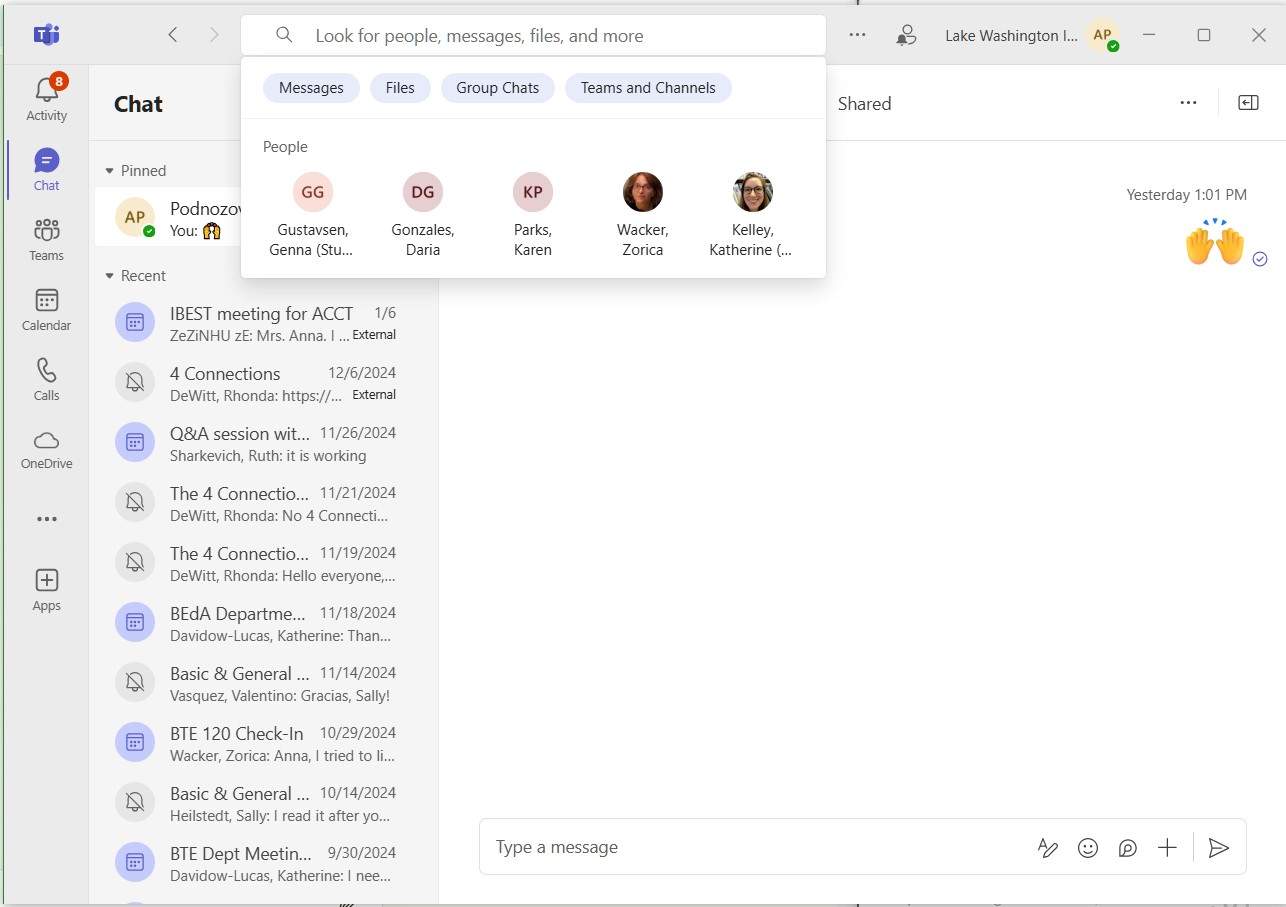 Look for people, messages, files, and more
Lake Washington I...
AP
Messages
Files
Group Chats
Teams and Channels
People
GG
Gustavsen,
Genna (Stu...
DG
Gonzales,
Daria
KP
Parks,
Karen
Wacker,
Zorica
Kelley,
Katherine (...
8
Activity
Chat
Teams
Calendar
Calls
OneDrive
Apps
Chat
Pinned
AP
Podnozov
You:
Recent
IBEST meeting for ACCT 1/6
ZeZiNHU zE: Mrs. Anna. I ... External
4 Connections 12/6/2024
DeWitt, Rhonda: https://... External
Q&A session wit... 11/26/2024
Sharkevich, Ruth: it is working
The 4 Connectio... 11/21/2024
DeWitt, Rhonda: No 4 Connecti...
The 4 Connectio... 11/19/2024
DeWitt, Rhonda: Hello everyone,...
BEdA Departme... 11/18/2024
Davidow-Lucas, Katherine: Than...
Basic & General ... 11/14/2024
Vasquez, Valentino: Gracias, Sally!
BTE 120 Check-In 10/29/2024
Wacker, Zorica: Anna, I tried to li...
Basic & General ... 10/14/2024
Heilstedt, Sally: I read it after yo...
BTE Dept Meetin... 9/30/2024
Davidow-Lucas, Katherine: I nee...
Shared
Yesterday 1:01 PM
Type a message